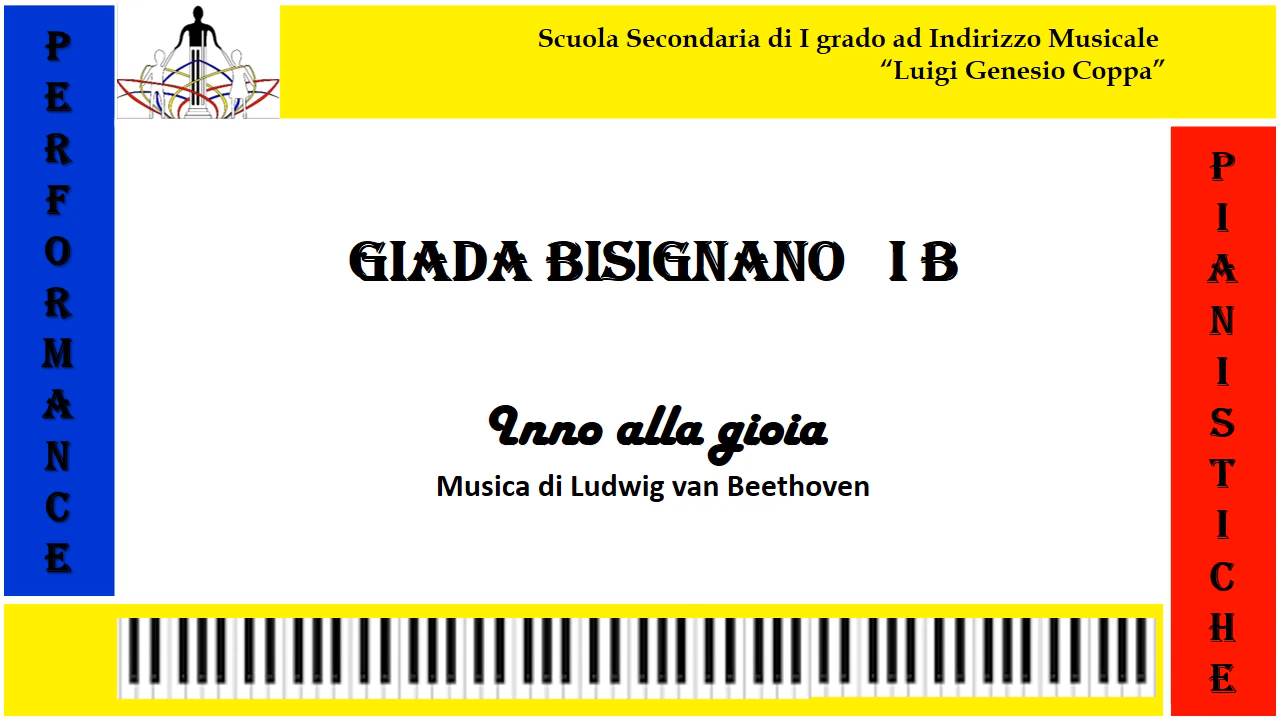 PERFORMANCE
Scuola Secondaria di I grado ad Indirizzo Musicale
“Luigi Genesio Coppa”
GIADA BISIGNANO I B
Inno alla gioia
Musica di Ludwig van Beethoven
PIANISTICHE